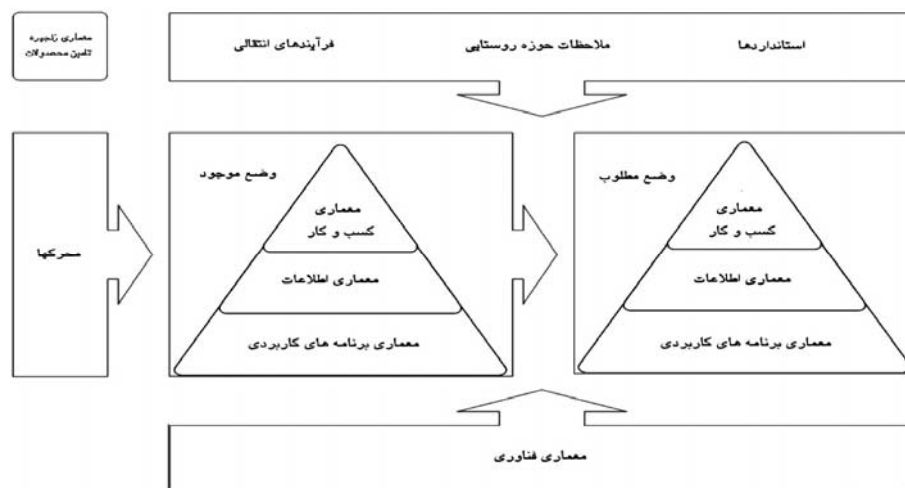 معماری زنجیره
تامین محصولات
استانداردها
ملاحظات حوزه روستایی
فرآیندهای انتقالی
وضع مطلوب
معماری
کسب و کار
معماری اطلاعات
معماری برنامه های کاربردی
وضع موجود
معماری
کسب و کار
معماری اطلاعات
معماری برنامه های کاربردی
محرکها
معماری فناوری